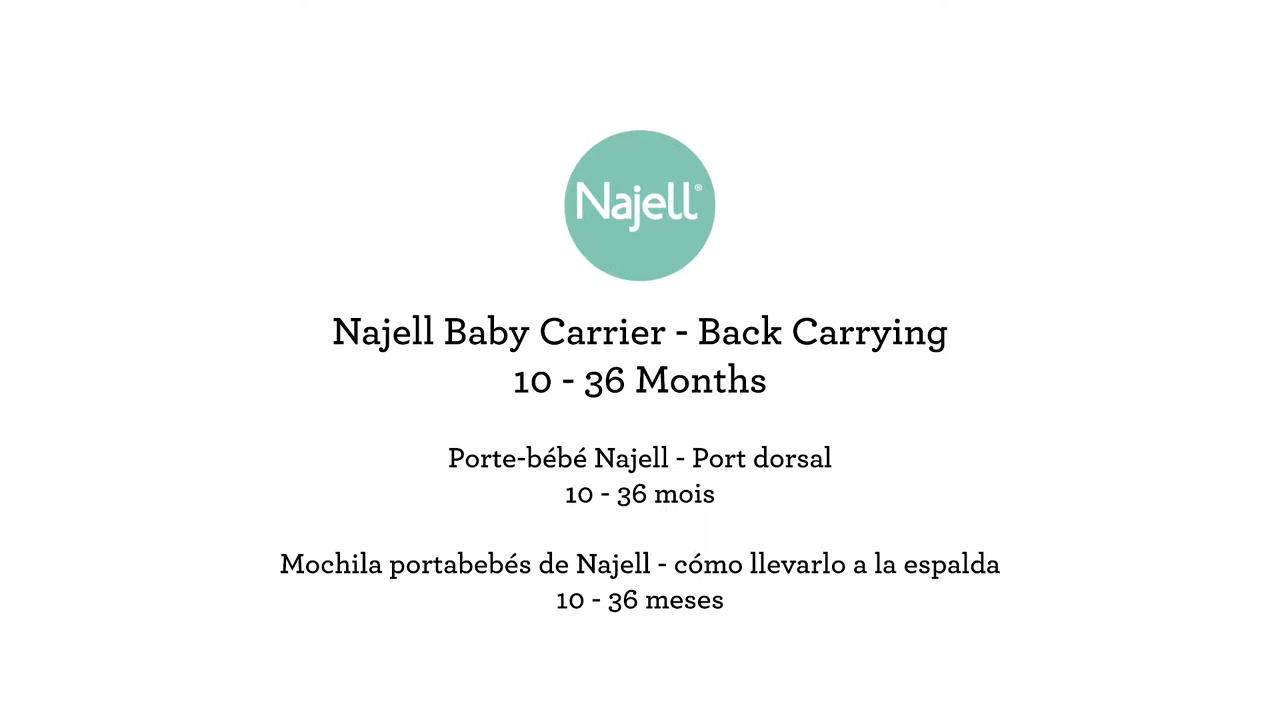 Najell®
Najell Baby Carrier - Back Carrying
10 - 36 Months
Porte-bébé Najell - Port dorsal
10 - 36 mois
Mochila portabebés de Najell - cómo llevarlo a la espalda
10 - 36 meses